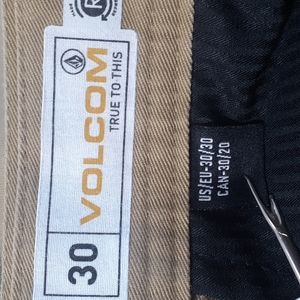 R
VOLCOM
TRUE TO THIS
30
US/EU-30/30
CAN-30/20